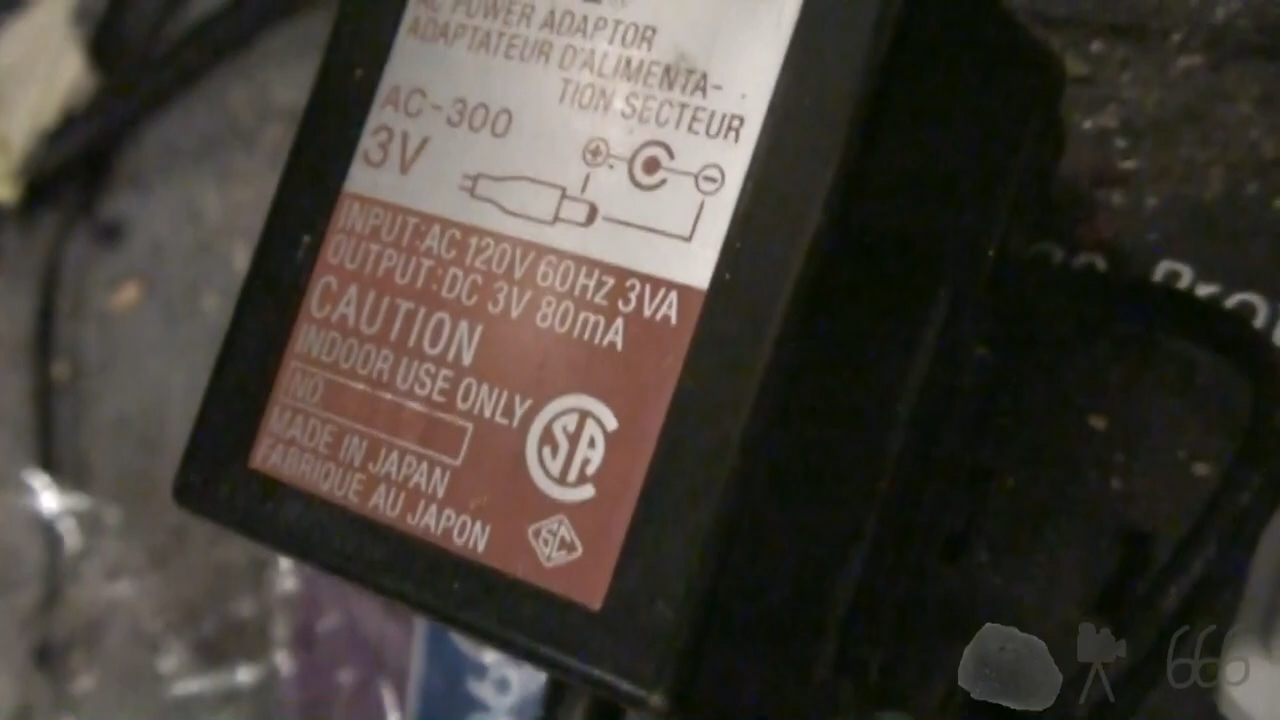 AC POWER ADAPTOR
ADAPTATEUR D'ALIMENTA-
TION SECTEUR
AC-300
3V
INPUT:AC 120V 60Hz 3VA
OUTPUT:DC 3V 80mA
CAUTION
INDOOR USE ONLY
NO.
MADE IN JAPAN
FABRIQUE AU JAPON
SA
666